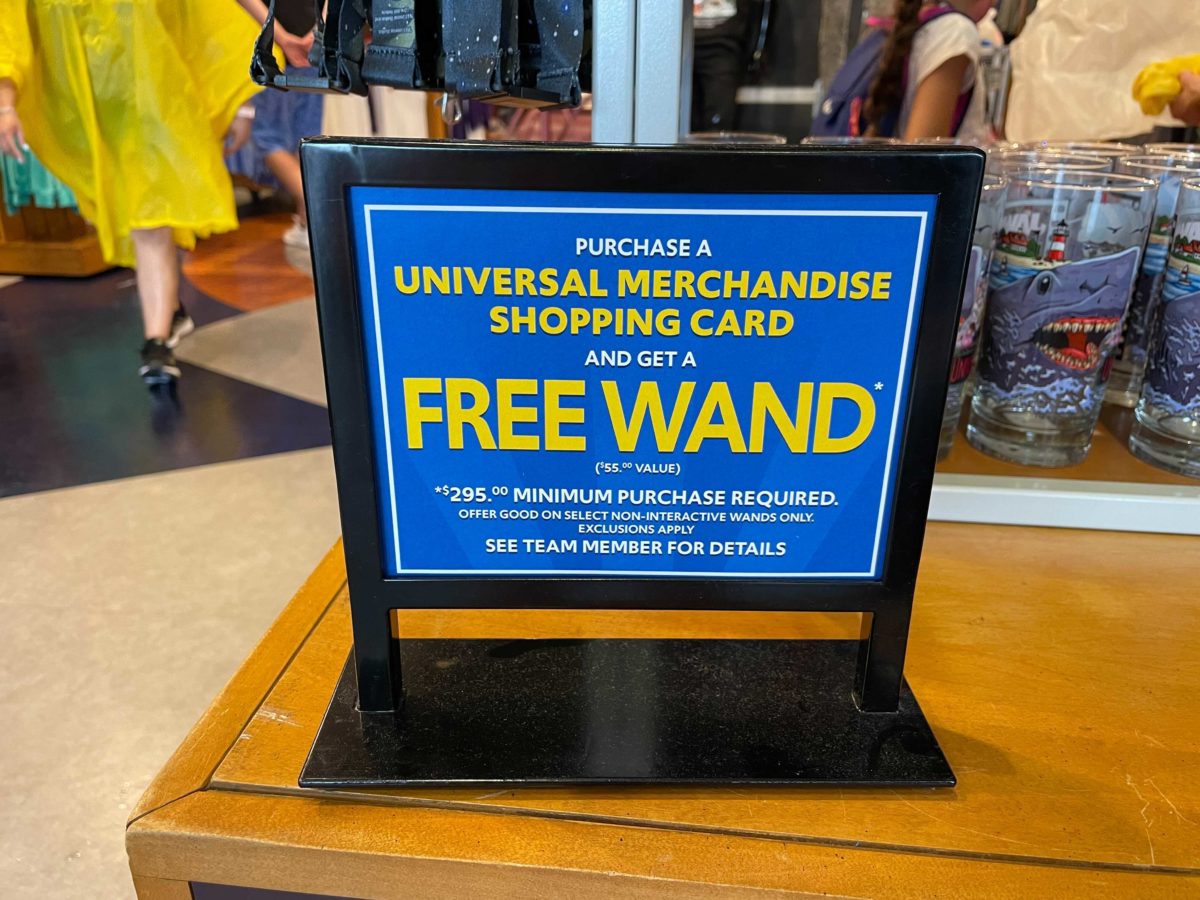 PURCHASE A
UNIVERSAL MERCHANDISE
SHOPPING CARD
AND GET A
FREE WAND*
($55.00 VALUE)
*$295.00 MINIMUM PURCHASE REQUIRED.
OFFER GOOD ON SELECT NON-INTERACTIVE WANDS ONLY.
EXCLUSIONS APPLY
SEE TEAM MEMBER FOR DETAILS